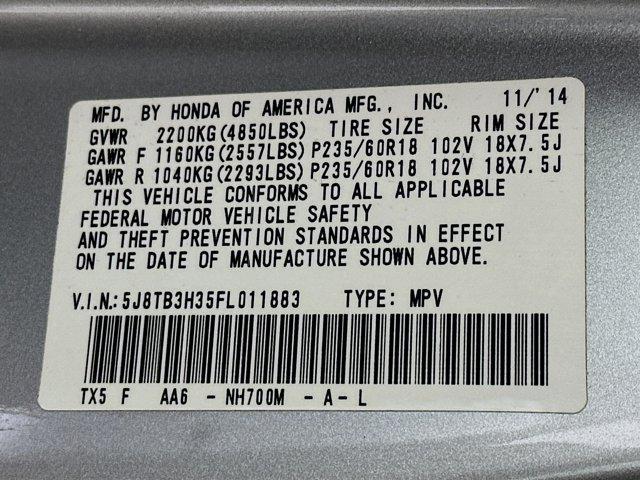 MFD. BY HONDA OF AMERICA MFG., INC. 11/'14
GVWR 2200KG(4850LBS) TIRE SIZE RIM SIZE
GAWR F 1160KG(2557LBS) P235/60R18 102V 18X7.5J
GAWR R 1040KG(2293LBS) P235/60R18 102V 18X7.5J
THIS VEHICLE CONFORMS TO ALL APPLICABLE
FEDERAL MOTOR VEHICLE SAFETY
AND THEFT PREVENTION STANDARDS IN EFFECT
ON THE DATE OF MANUFACTURE SHOWN ABOVE.
V.I.N.:5J8TB3H35FL011883 TYPE: MPV
TX5 F AA6 - NH700M - A - L